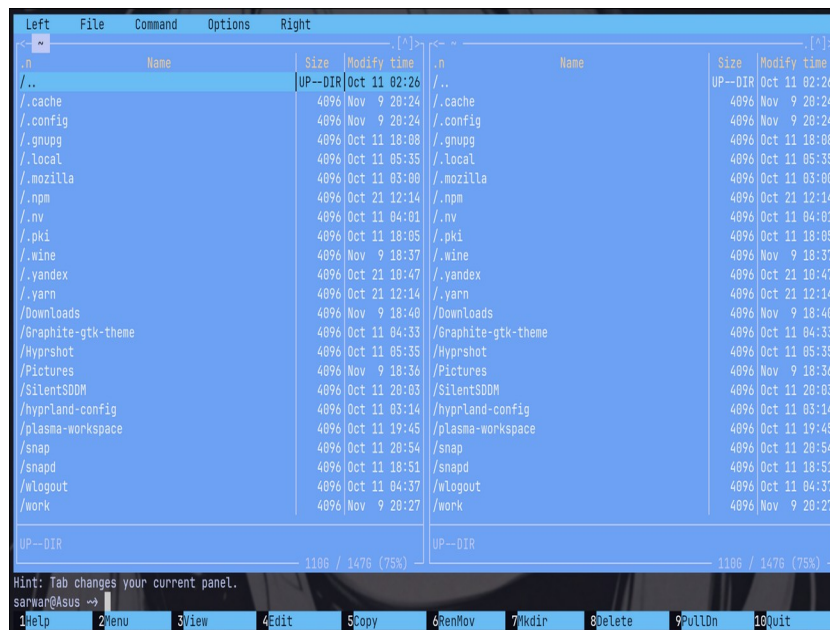 Left File Command Options Right
<- ~ .[^]> <- ~ .[^]>
.n Name Size Modify time .n Name Size Modify time
/.. UP--DIR Oct 11 02:26 /.. UP--DIR Oct 11 02:26
/.cache 4096 Nov 9 20:24 /.cache 4096 Nov 9 20:24
/.config 4096 Nov 9 20:24 /.config 4096 Nov 9 20:24
/.gnupg 4096 Oct 11 18:08 /.gnupg 4096 Oct 11 18:08
/.local 4096 Oct 11 05:35 /.local 4096 Oct 11 05:35
/.mozilla 4096 Oct 11 03:00 /.mozilla 4096 Oct 11 03:00
/.npm 4096 Oct 21 12:14 /.npm 4096 Oct 21 12:14
/.nv 4096 Oct 11 04:01 /.nv 4096 Oct 11 04:01
/.pki 4096 Oct 11 18:05 /.pki 4096 Oct 11 18:05
/.wine 4096 Nov 9 18:37 /.wine 4096 Nov 9 18:37
/.yandex 4096 Oct 21 10:47 /.yandex 4096 Oct 21 10:47
/.yarn 4096 Oct 21 12:14 /.yarn 4096 Oct 21 12:14
/Downloads 4096 Nov 9 18:40 /Downloads 4096 Nov 9 18:40
/Graphite-gtk-theme 4096 Oct 11 04:33 /Graphite-gtk-theme 4096 Oct 11 04:33
/Hyprshot 4096 Oct 11 05:35 /Hyprshot 4096 Oct 11 05:35
/Pictures 4096 Nov 9 18:36 /Pictures 4096 Nov 9 18:36
/SilentSDDM 4096 Oct 11 20:03 /SilentSDDM 4096 Oct 11 20:03
/hyprland-config 4096 Oct 11 03:14 /hyprland-config 4096 Oct 11 03:14
/plasma-workspace 4096 Oct 11 19:45 /plasma-workspace 4096 Oct 11 19:45
/snap 4096 Oct 11 20:54 /snap 4096 Oct 11 20:54
/snapd 4096 Oct 11 18:51 /snapd 4096 Oct 11 18:51
/wlogout 4096 Oct 11 04:37 /wlogout 4096 Oct 11 04:37
/work 4096 Nov 9 20:27 /work 4096 Nov 9 20:27
UP--DIR UP--DIR
110G / 147G (75%) 110G / 147G (75%)
Hint: Tab changes your current panel.
sarwar@Asus ⇝
1Help 2Menu 3View 4Edit 5Copy 6RenMov 7Mkdir 8Delete 9PullDn 10Quit